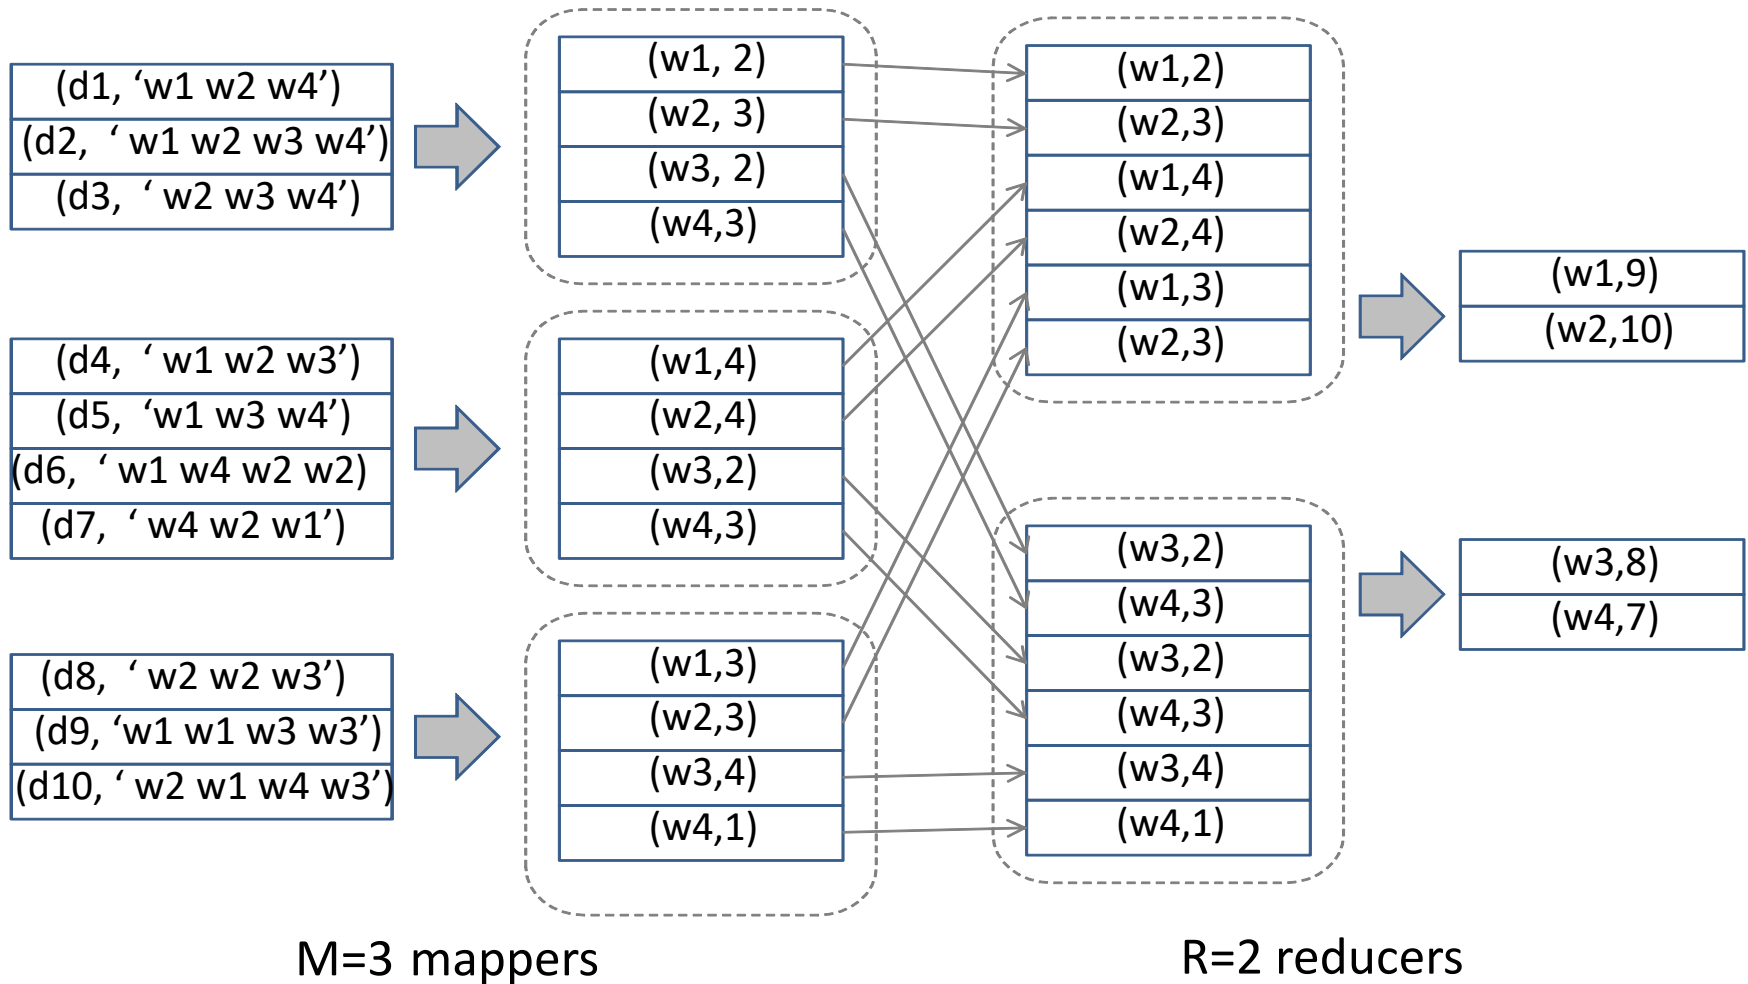 (d1, ‘w1 w2 w4’)
(d2, ‘ w1 w2 w3 w4’)
(d3, ‘ w2 w3 w4’)
(d4, ‘ w1 w2 w3’)
(d5, ‘w1 w3 w4’)
(d6, ‘ w1 w4 w2 w2)
(d7, ‘ w4 w2 w1’)
(d8, ‘ w2 w2 w3’)
(d9, ‘w1 w1 w3 w3’)
(d10, ‘ w2 w1 w4 w3’)
(w1, 2)
(w2, 3)
(w3, 2)
(w4,3)
(w1,4)
(w2,4)
(w3,2)
(w4,3)
(w1,3)
(w2,3)
(w3,4)
(w4,1)
(w1,2)
(w2,3)
(w1,4)
(w2,4)
(w1,3)
(w2,3)
(w3,2)
(w4,3)
(w3,2)
(w4,3)
(w3,4)
(w4,1)
(w1,9)
(w2,10)
(w3,8)
(w4,7)
M=3 mappers
R=2 reducers